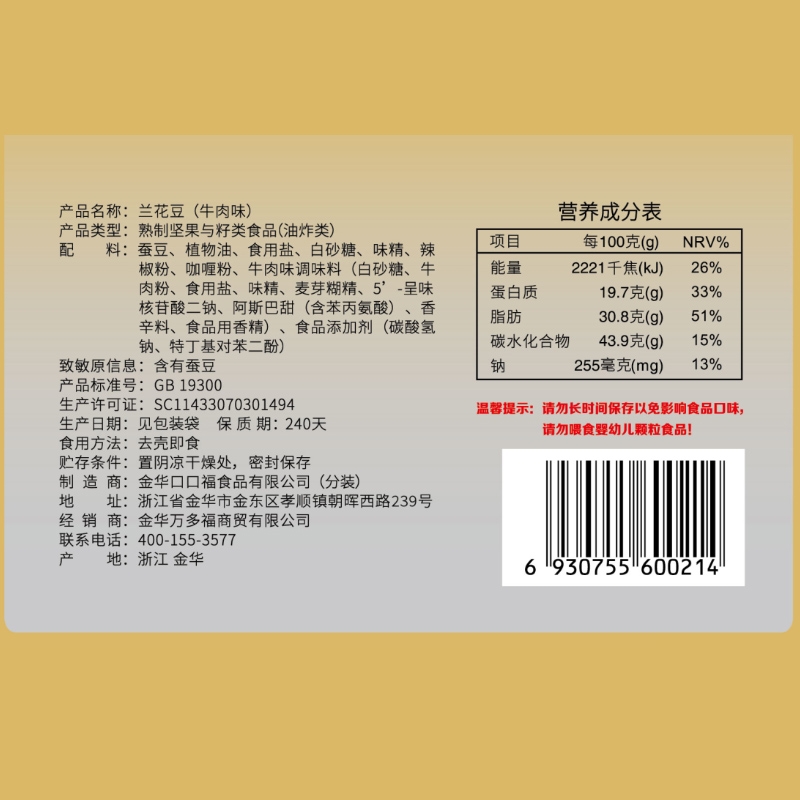 产品名称：兰花豆（牛肉味）
产品类型：熟制坚果与籽类食品(油炸类)
配　　料：蚕豆、植物油、食用盐、白砂糖、味精、辣
椒粉、咖喱粉、牛肉味调味料（白砂糖、牛
肉粉、食用盐、味精、麦芽糊精、5’-呈味
核苷酸二钠、阿斯巴甜（含苯丙氨酸）、香
辛料、食品用香精）、食品添加剂（碳酸氢
钠、特丁基对苯二酚）
致敏原信息：含有蚕豆
产品标准号：GB 19300
生产许可证：SC11433070301494
生产日期：见包装袋　保 质 期：240天
食用方法：去壳即食
贮存条件：置阴凉干燥处，密封保存
制 造 商：金华口口福食品有限公司（分装）
地　　址：浙江省金华市金东区孝顺镇朝晖西路239号
经 销 商：金华万多福商贸有限公司
联系电话：400-155-3577
产　　地：浙江 金华
营养成分表
项目　每100克(g)　NRV%
能量　2221千焦(kJ)　26%
蛋白质　19.7克(g)　33%
脂肪　30.8克(g)　51%
碳水化合物　43.9克(g)　15%
钠　255毫克(mg)　13%
温馨提示：请勿长时间保存以免影响食品口味，
请勿喂食婴幼儿颗粒食品！
6 930755 600214